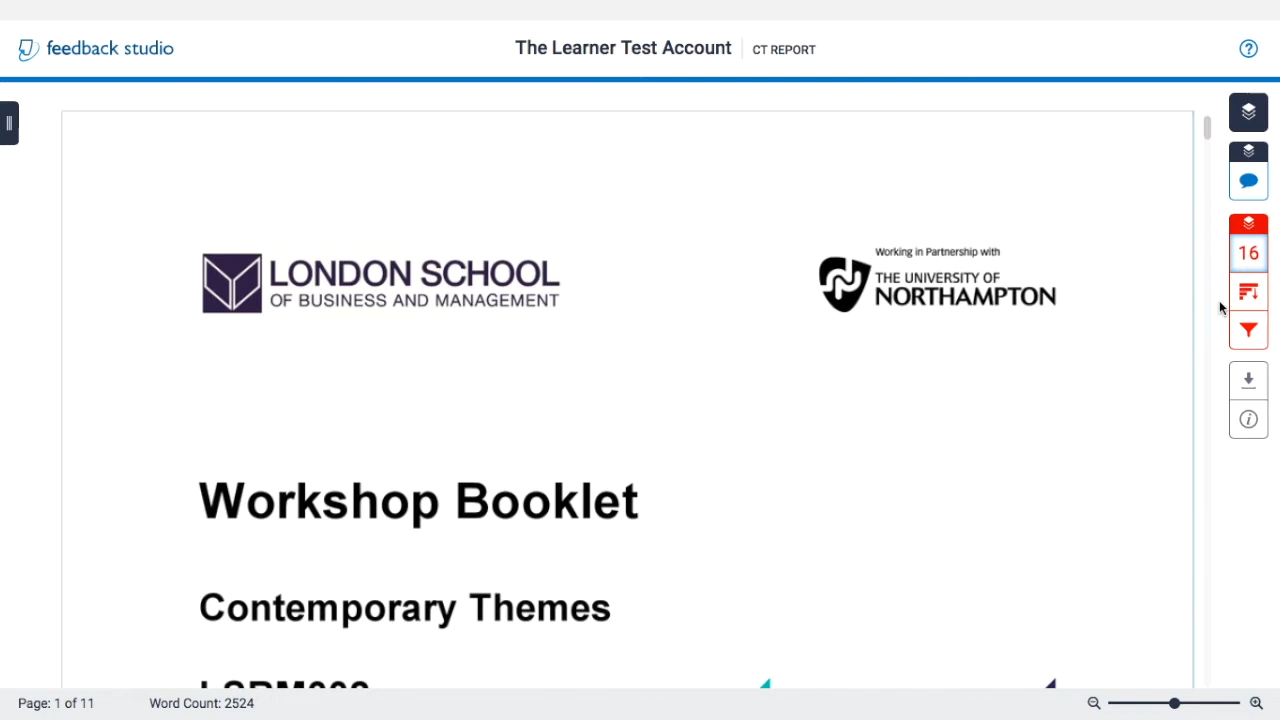 feedback studio
The Learner Test Account
CT REPORT
16
LONDON SCHOOL
OF BUSINESS AND MANAGEMENT
Working in Partnership with
THE UNIVERSITY OF
NORTHAMPTON
Workshop Booklet
Contemporary Themes
Page: 1 of 11
Word Count: 2524